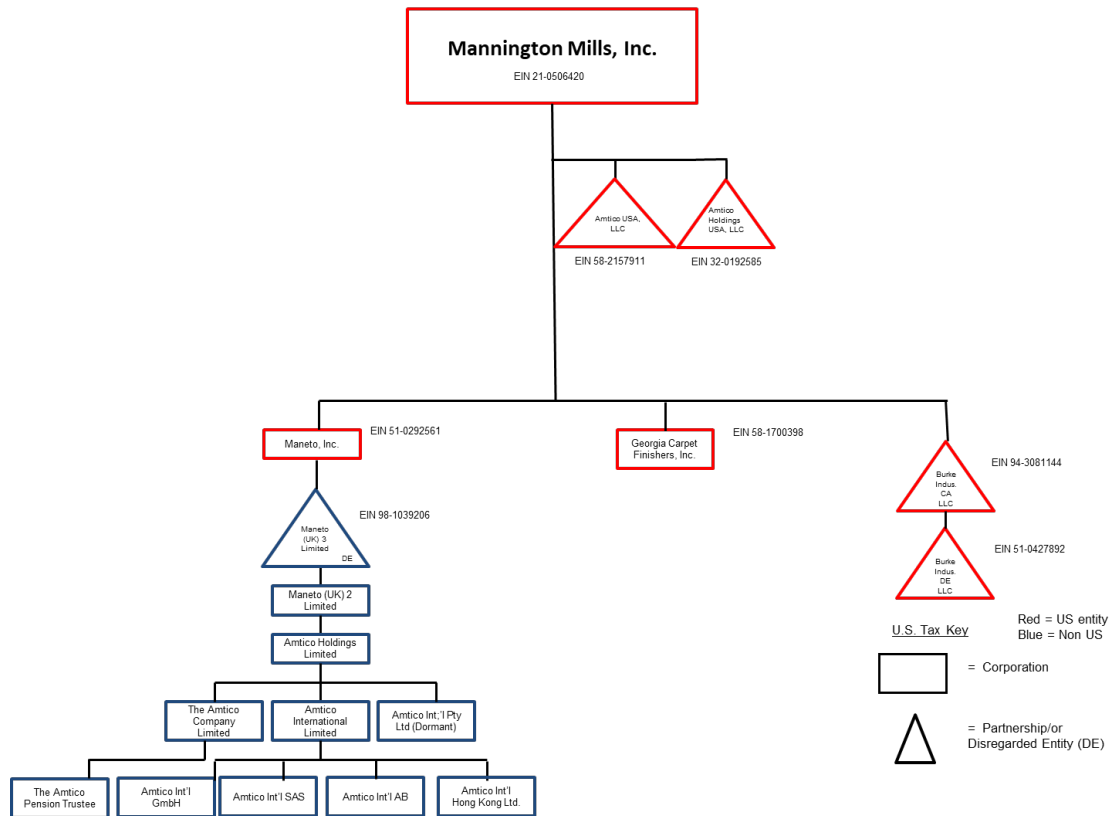 Mannington Mills, Inc.
EIN 21-0506420
Amtico USA,
LLC
Amtico
Holdings
USA, LLC
EIN 58-2157911
EIN 32-0192585
Maneto, Inc.
EIN 51-0292561
Georgia Carpet
Finishers, Inc.
EIN 58-1700398
Burke
Indus.
CA
LLC
EIN 94-3081144
Maneto
(UK) 3
Limited
DE
EIN 98-1039206
Burke
Indus.
DE
LLC
EIN 51-0427892
Maneto (UK) 2
Limited
Amtico Holdings
Limited
The Amtico
Company
Limited
Amtico
International
Limited
Amtico Int;'l Pty
Ltd (Dormant)
The Amtico
Pension Trustee
Amtico Int'l
GmbH
Amtico Int'l SAS
Amtico Int'l AB
Amtico Int'l
Hong Kong Ltd.
U.S. Tax Key
Red = US entity
Blue = Non US
= Corporation
= Partnership/or
Disregarded Entity (DE)